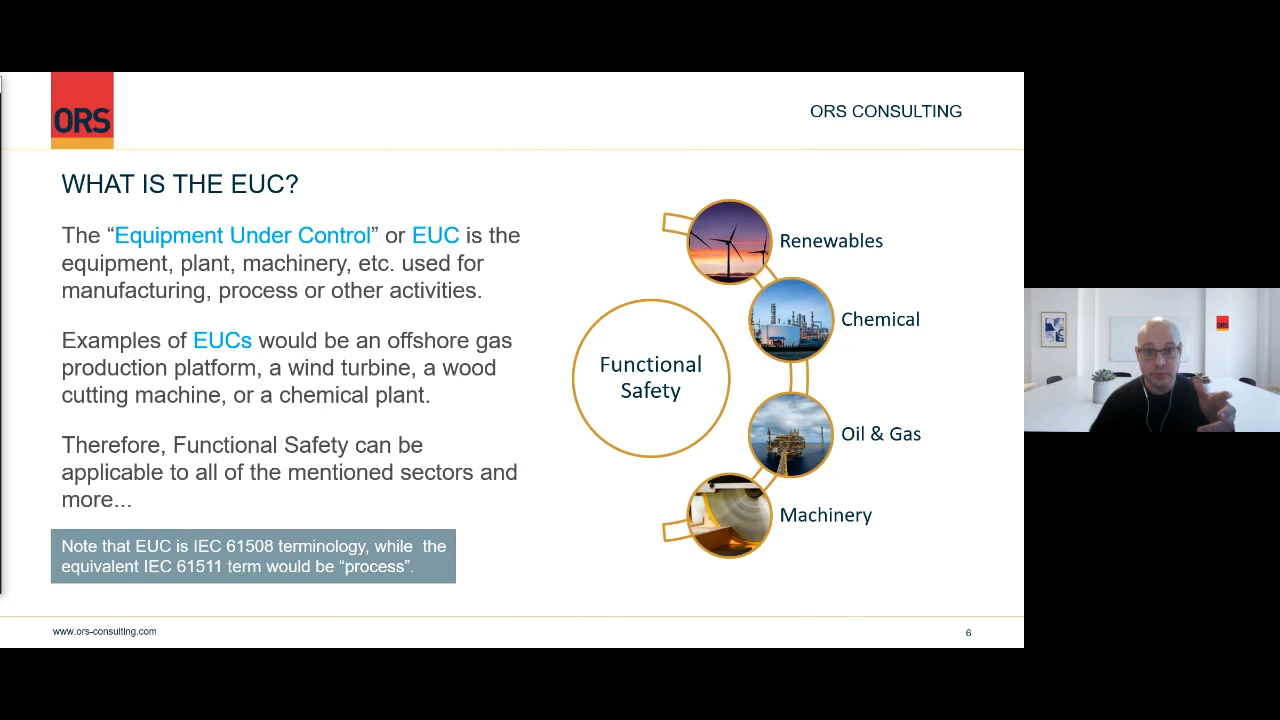 ORS
ORS CONSULTING
WHAT IS THE EUC?
The “Equipment Under Control” or EUC is the
equipment, plant, machinery, etc. used for
manufacturing, process or other activities.
Examples of EUCs would be an offshore gas
production platform, a wind turbine, a wood
cutting machine, or a chemical plant.
Therefore, Functional Safety can be
applicable to all of the mentioned sectors and
more...
Note that EUC is IEC 61508 terminology, while the
equivalent IEC 61511 term would be “process”.
Functional
Safety
Renewables
Chemical
Oil & Gas
Machinery
www.ors-consulting.com
6
ORS